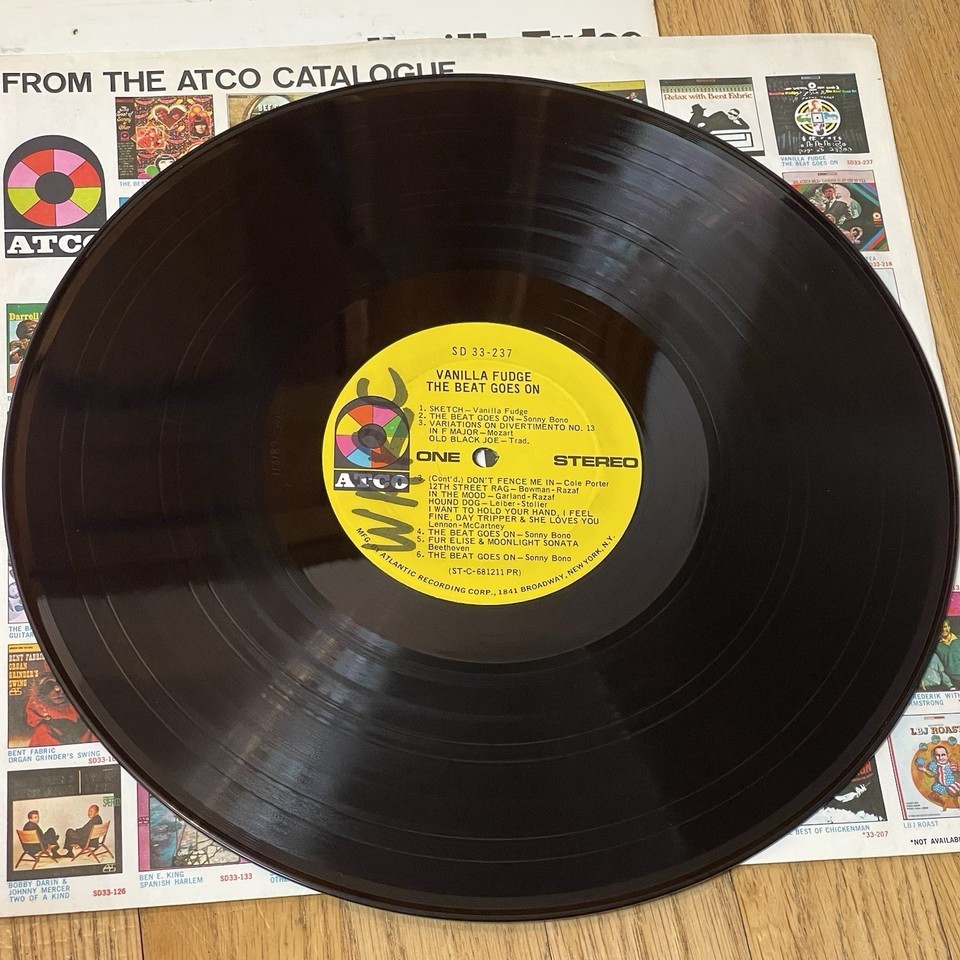 FROM THE ATCO CATALOGUE
Relax with Bent Fabric
VANILLA FUDGE
THE BEAT GOES ON SD33-237
ATCO
SD 33-237
VANILLA FUDGE
THE BEAT GOES ON
1. SKETCH—Vanilla Fudge
2. THE BEAT GOES ON—Sonny Bono
3. VARIATIONS ON DIVERTIMENTO NO. 13
IN F MAJOR—Mozart
OLD BLACK JOE—Trad.
ONE
STEREO
ATCO
3. (Cont'd.) DON'T FENCE ME IN—Cole Porter
12TH STREET RAG—Bowman-Razaf
IN THE MOOD—Garland-Razaf
HOUND DOG—Leiber-Stoller
I WANT TO HOLD YOUR HAND, I FEEL
FINE, DAY TRIPPER & SHE LOVES YOU
Lennon-McCartney
4. THE BEAT GOES ON—Sonny Bono
5. FUR ELISE & MOONLIGHT SONATA
Beethoven
6. THE BEAT GOES ON—Sonny Bono
(ST-C-681211 PR)
ATLANTIC RECORDING CORP., 1841 BROADWAY, NEW YORK, N.Y.
BENT FABRIC
ORGAN
GRINDER'S
SWING
BENT FABRIC
ORGAN GRINDER'S SWING
BOBBY DARIN &
JOHNNY MERCER
TWO OF A KIND SD33-126
BEN E. KING
SPANISH HARLEM SD33-133
BEST OF CHICKENMAN *33-207
LBJ ROAST
LBJ ROAST